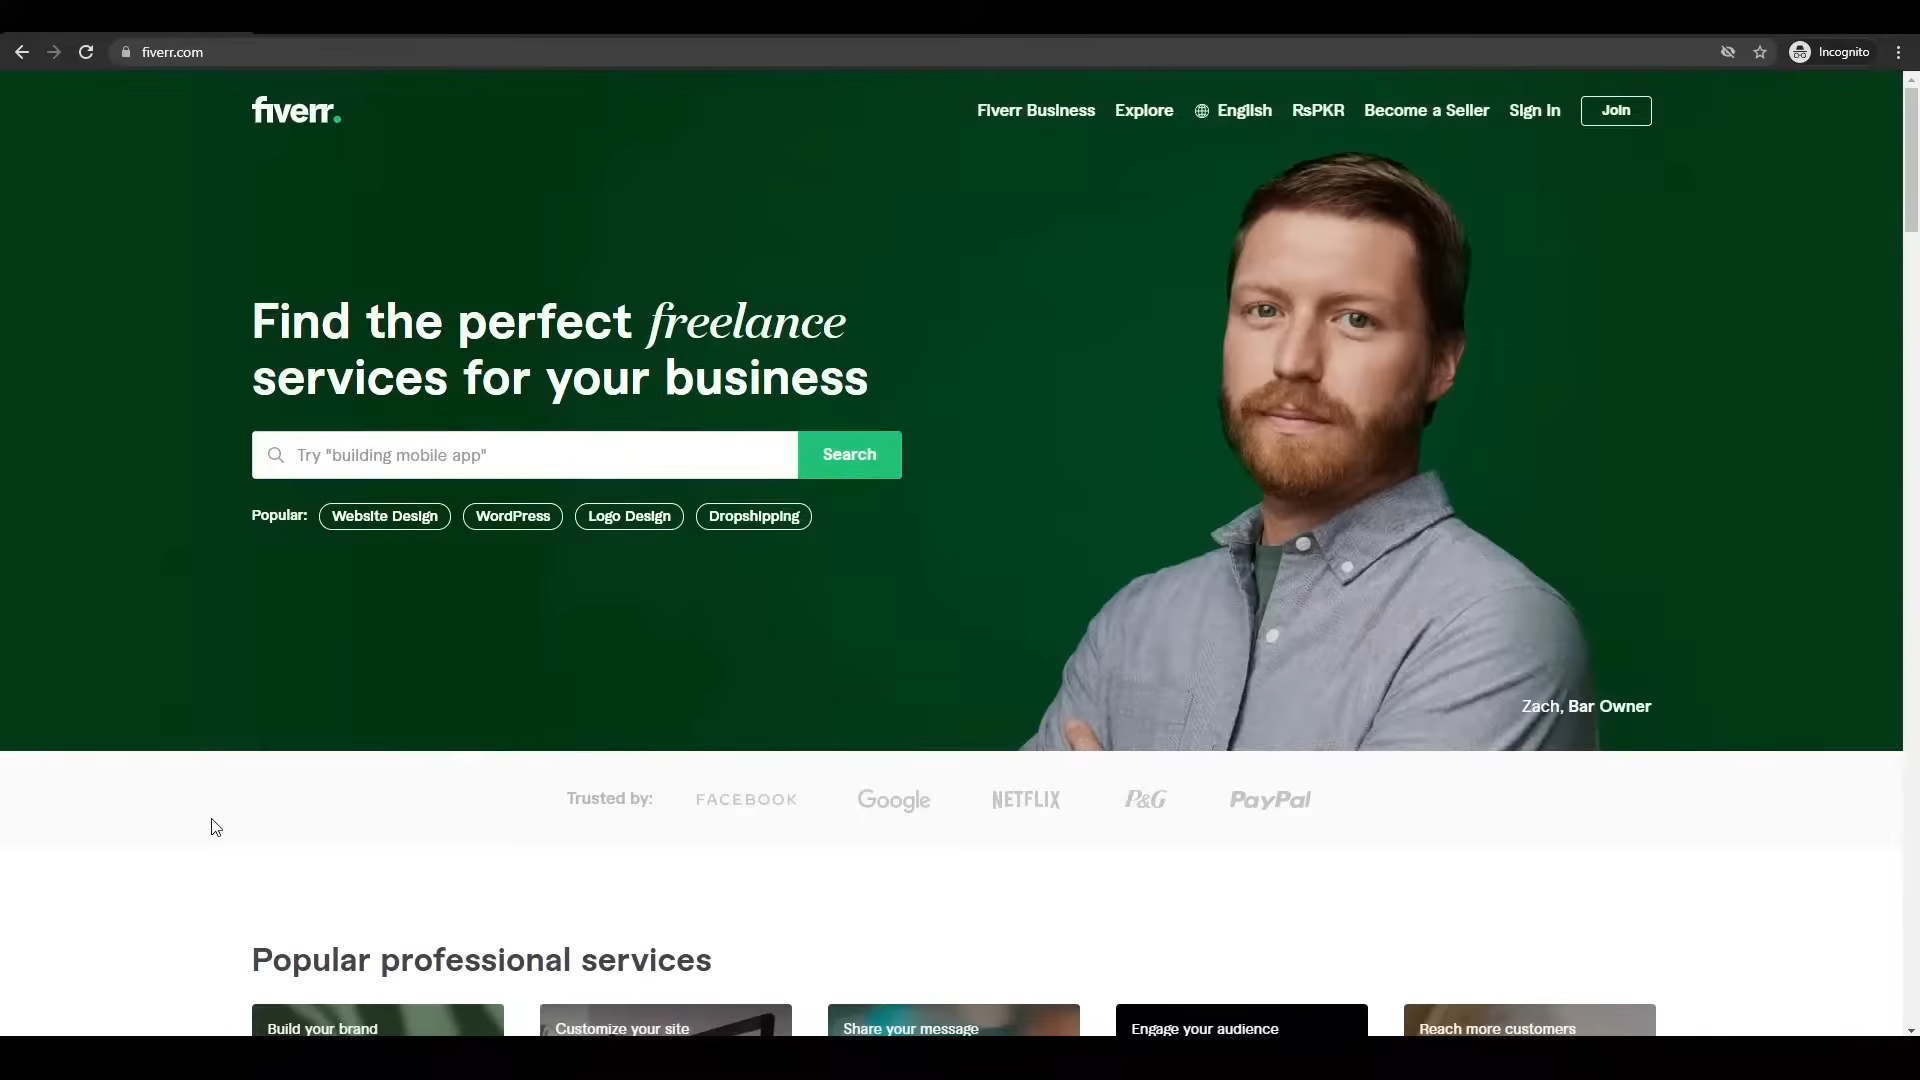 fiverr.com
Incognito
fiverr.
Fiverr Business Explore English RsPKR Become a Seller Sign In Join
Find the perfect freelance
services for your business
Try "building mobile app"
Search
Popular: Website Design WordPress Logo Design Dropshipping
Zach, Bar Owner
Trusted by: FACEBOOK Google NETFLIX P&G PayPal
Popular professional services
Build your brand
Customize your site
Share your message
Engage your audience
Reach more customers